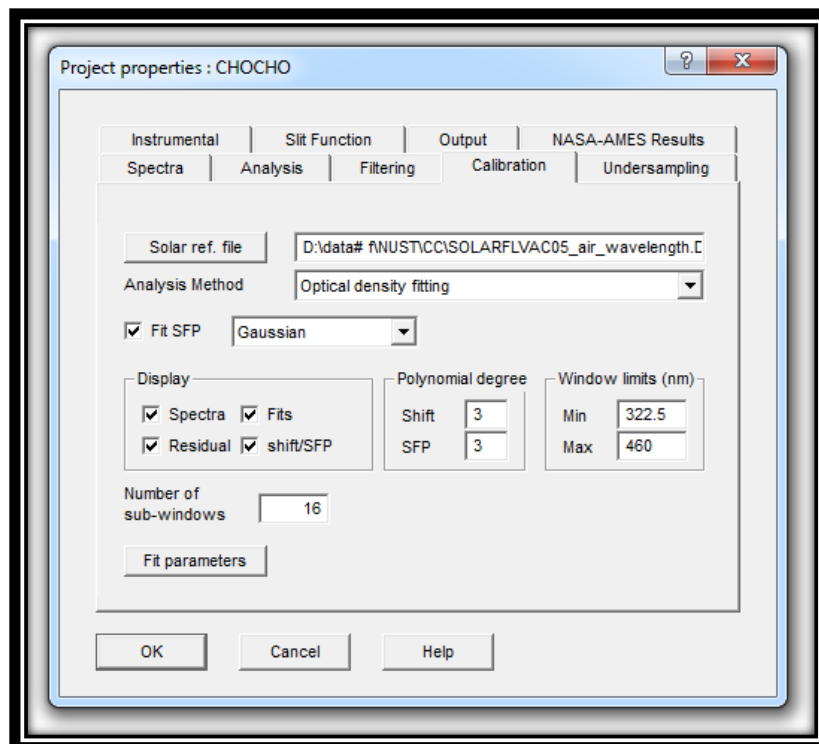 Project properties : CHOCHO
?
X
Instrumental Slit Function Output NASA-AMES Results
Spectra Analysis Filtering Calibration Undersampling
Solar ref. file D:\data# f\NUST\CC\SOLARFLVAC05_air_wavelength.D
Analysis Method Optical density fitting
Fit SFP Gaussian
Display Polynomial degree Window limits (nm)
Spectra Fits Shift 3 Min 322.5
Residual shift/SFP SFP 3 Max 460
Number of
sub-windows 16
Fit parameters
OK Cancel Help